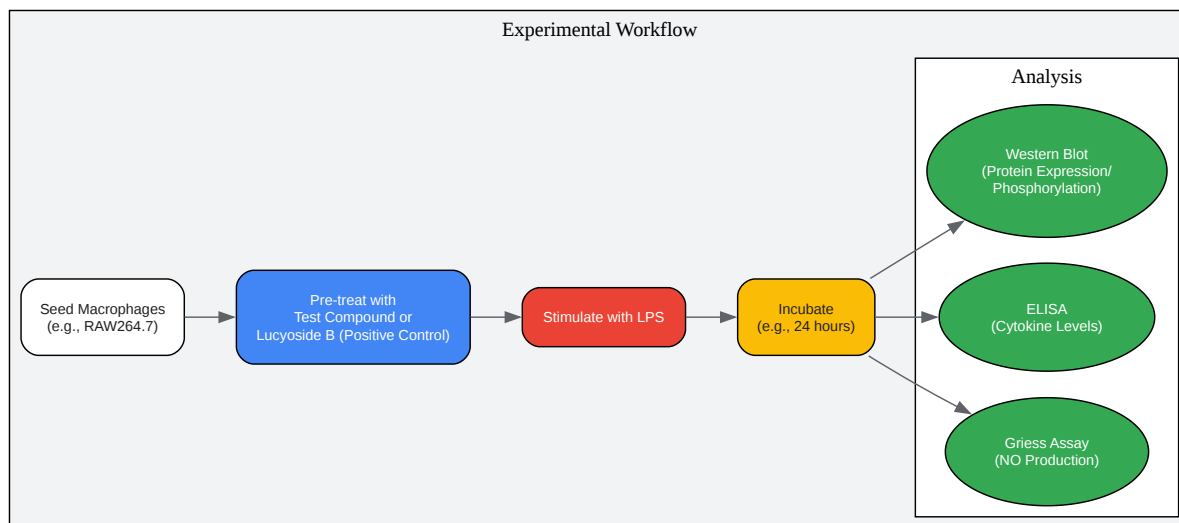 Experimental Workflow
Seed Macrophages
(e.g., RAW264.7)
Pre-treat with
Test Compound or
Lucyoside B (Positive Control)
Stimulate with LPS
Incubate
(e.g., 24 hours)
Analysis
Western Blot
(Protein Expression/
Phosphorylation)
ELISA
(Cytokine Levels)
Griess Assay
(NO Production)